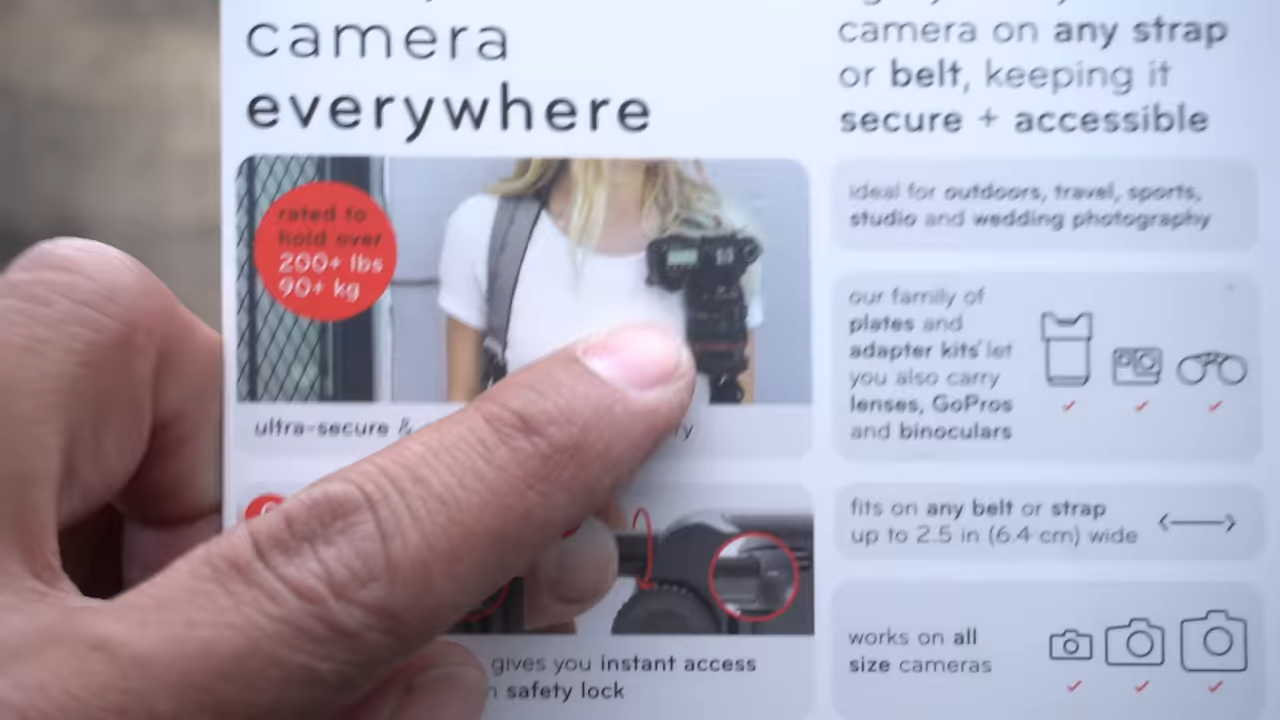 camera
everywhere
rated to
hold over
200+ lbs
90+ kg
ultra-secure &
gives you instant access
safety lock
camera on any strap
or belt, keeping it
secure + accessible
ideal for outdoors, travel, sports,
studio and wedding photography
our family of
plates and
adapter kits let
you also carry
lenses, GoPros
and binoculars
fits on any belt or strap
up to 2.5 in (6.4 cm) wide
works on all
size cameras